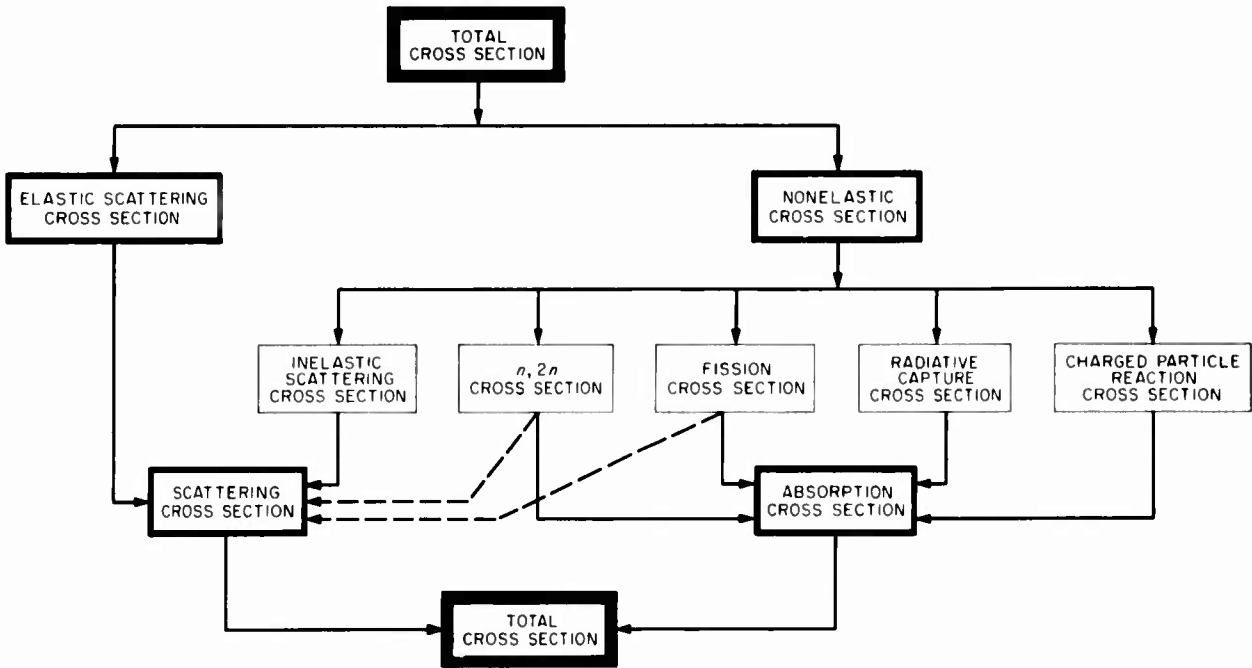 TOTAL
CROSS SECTION
ELASTIC SCATTERING
CROSS SECTION
NONELASTIC
CROSS SECTION
INELASTIC
SCATTERING
CROSS SECTION
n, 2n
CROSS SECTION
FISSION
CROSS SECTION
RADIATIVE
CAPTURE
CROSS SECTION
CHARGED PARTICLE
REACTION
CROSS SECTION
SCATTERING
CROSS SECTION
ABSORPTION
CROSS SECTION
TOTAL
CROSS SECTION